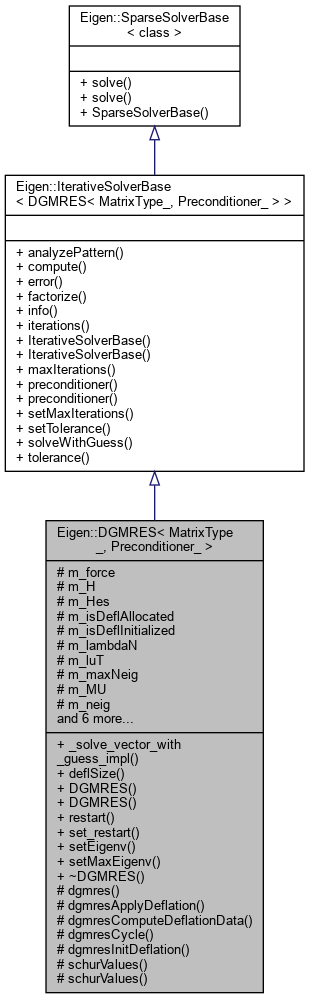 Eigen::SparseSolverBase
< class >
+ solve()
+ solve()
+ SparseSolverBase()
Eigen::IterativeSolverBase
< DGMRES< MatrixType_, Preconditioner_ > >
+ analyzePattern()
+ compute()
+ error()
+ factorize()
+ info()
+ iterations()
+ IterativeSolverBase()
+ IterativeSolverBase()
+ maxIterations()
+ preconditioner()
+ preconditioner()
+ setMaxIterations()
+ setTolerance()
+ solveWithGuess()
+ tolerance()
Eigen::DGMRES< MatrixType
_, Preconditioner_ >
# m_force
# m_H
# m_Hes
# m_isDeflAllocated
# m_isDeflInitialized
# m_lambdaN
# m_luT
# m_maxNeig
# m_MU
# m_neig
and 6 more...
+ _solve_vector_with
_guess_impl()
+ deflSize()
+ DGMRES()
+ DGMRES()
+ restart()
+ set_restart()
+ setEigenv()
+ setMaxEigenv()
+ ~DGMRES()
# dgmres()
# dgmresApplyDeflation()
# dgmresComputeDeflationData()
# dgmresCycle()
# dgmresInitDeflation()
# schurValues()
# schurValues()